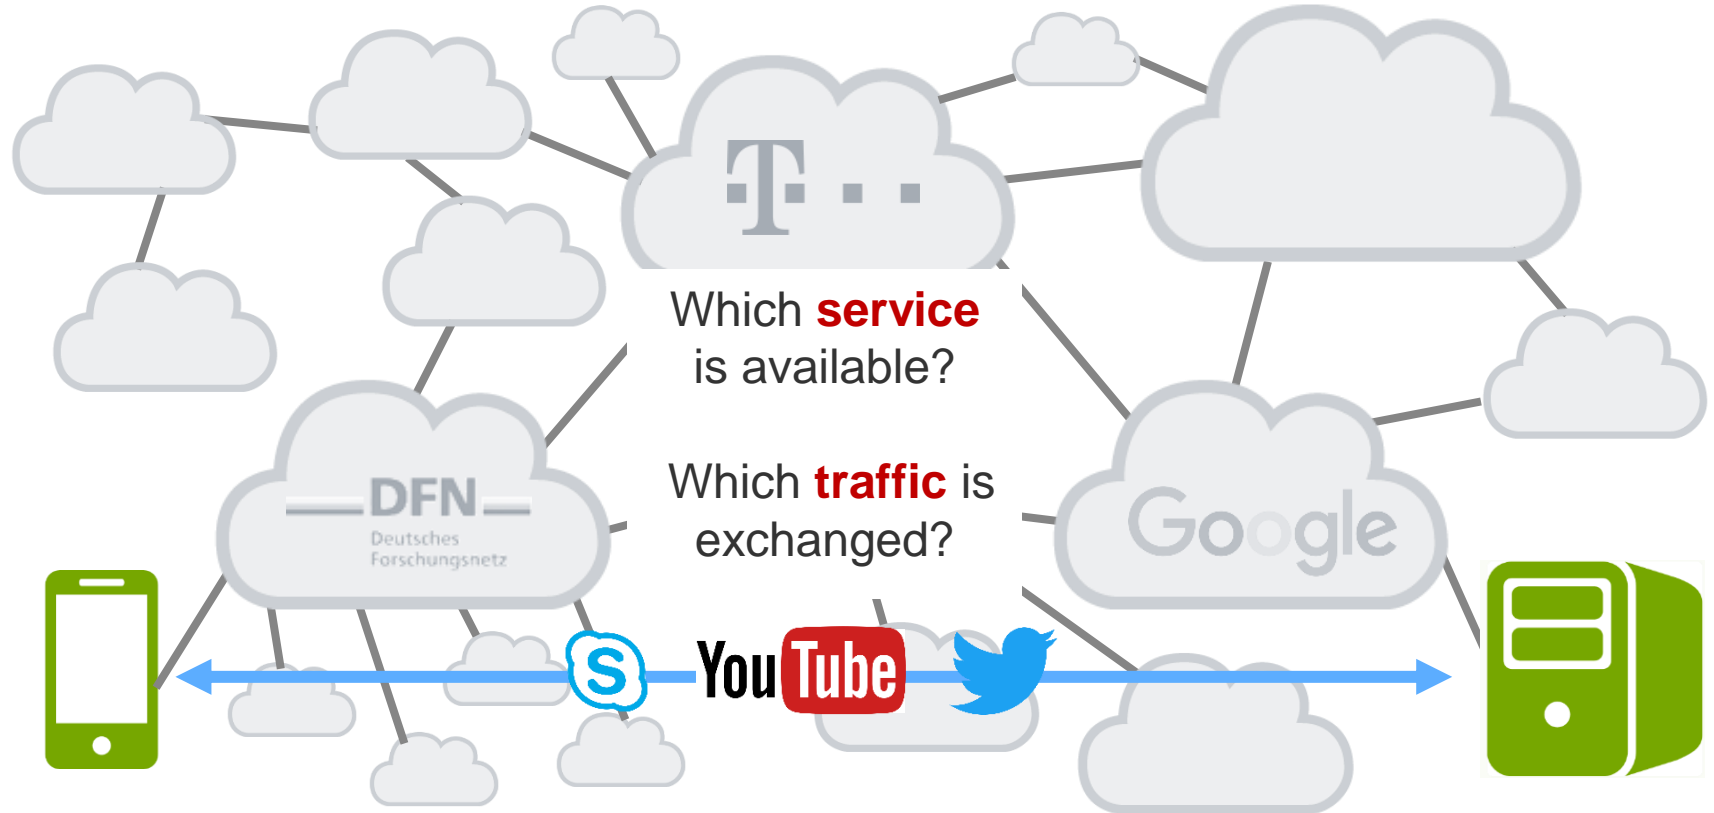 T
Which service
is available?
Which traffic is
exchanged?
DFN
Deutsches
Forschungsnetz
Google
S
YouTube